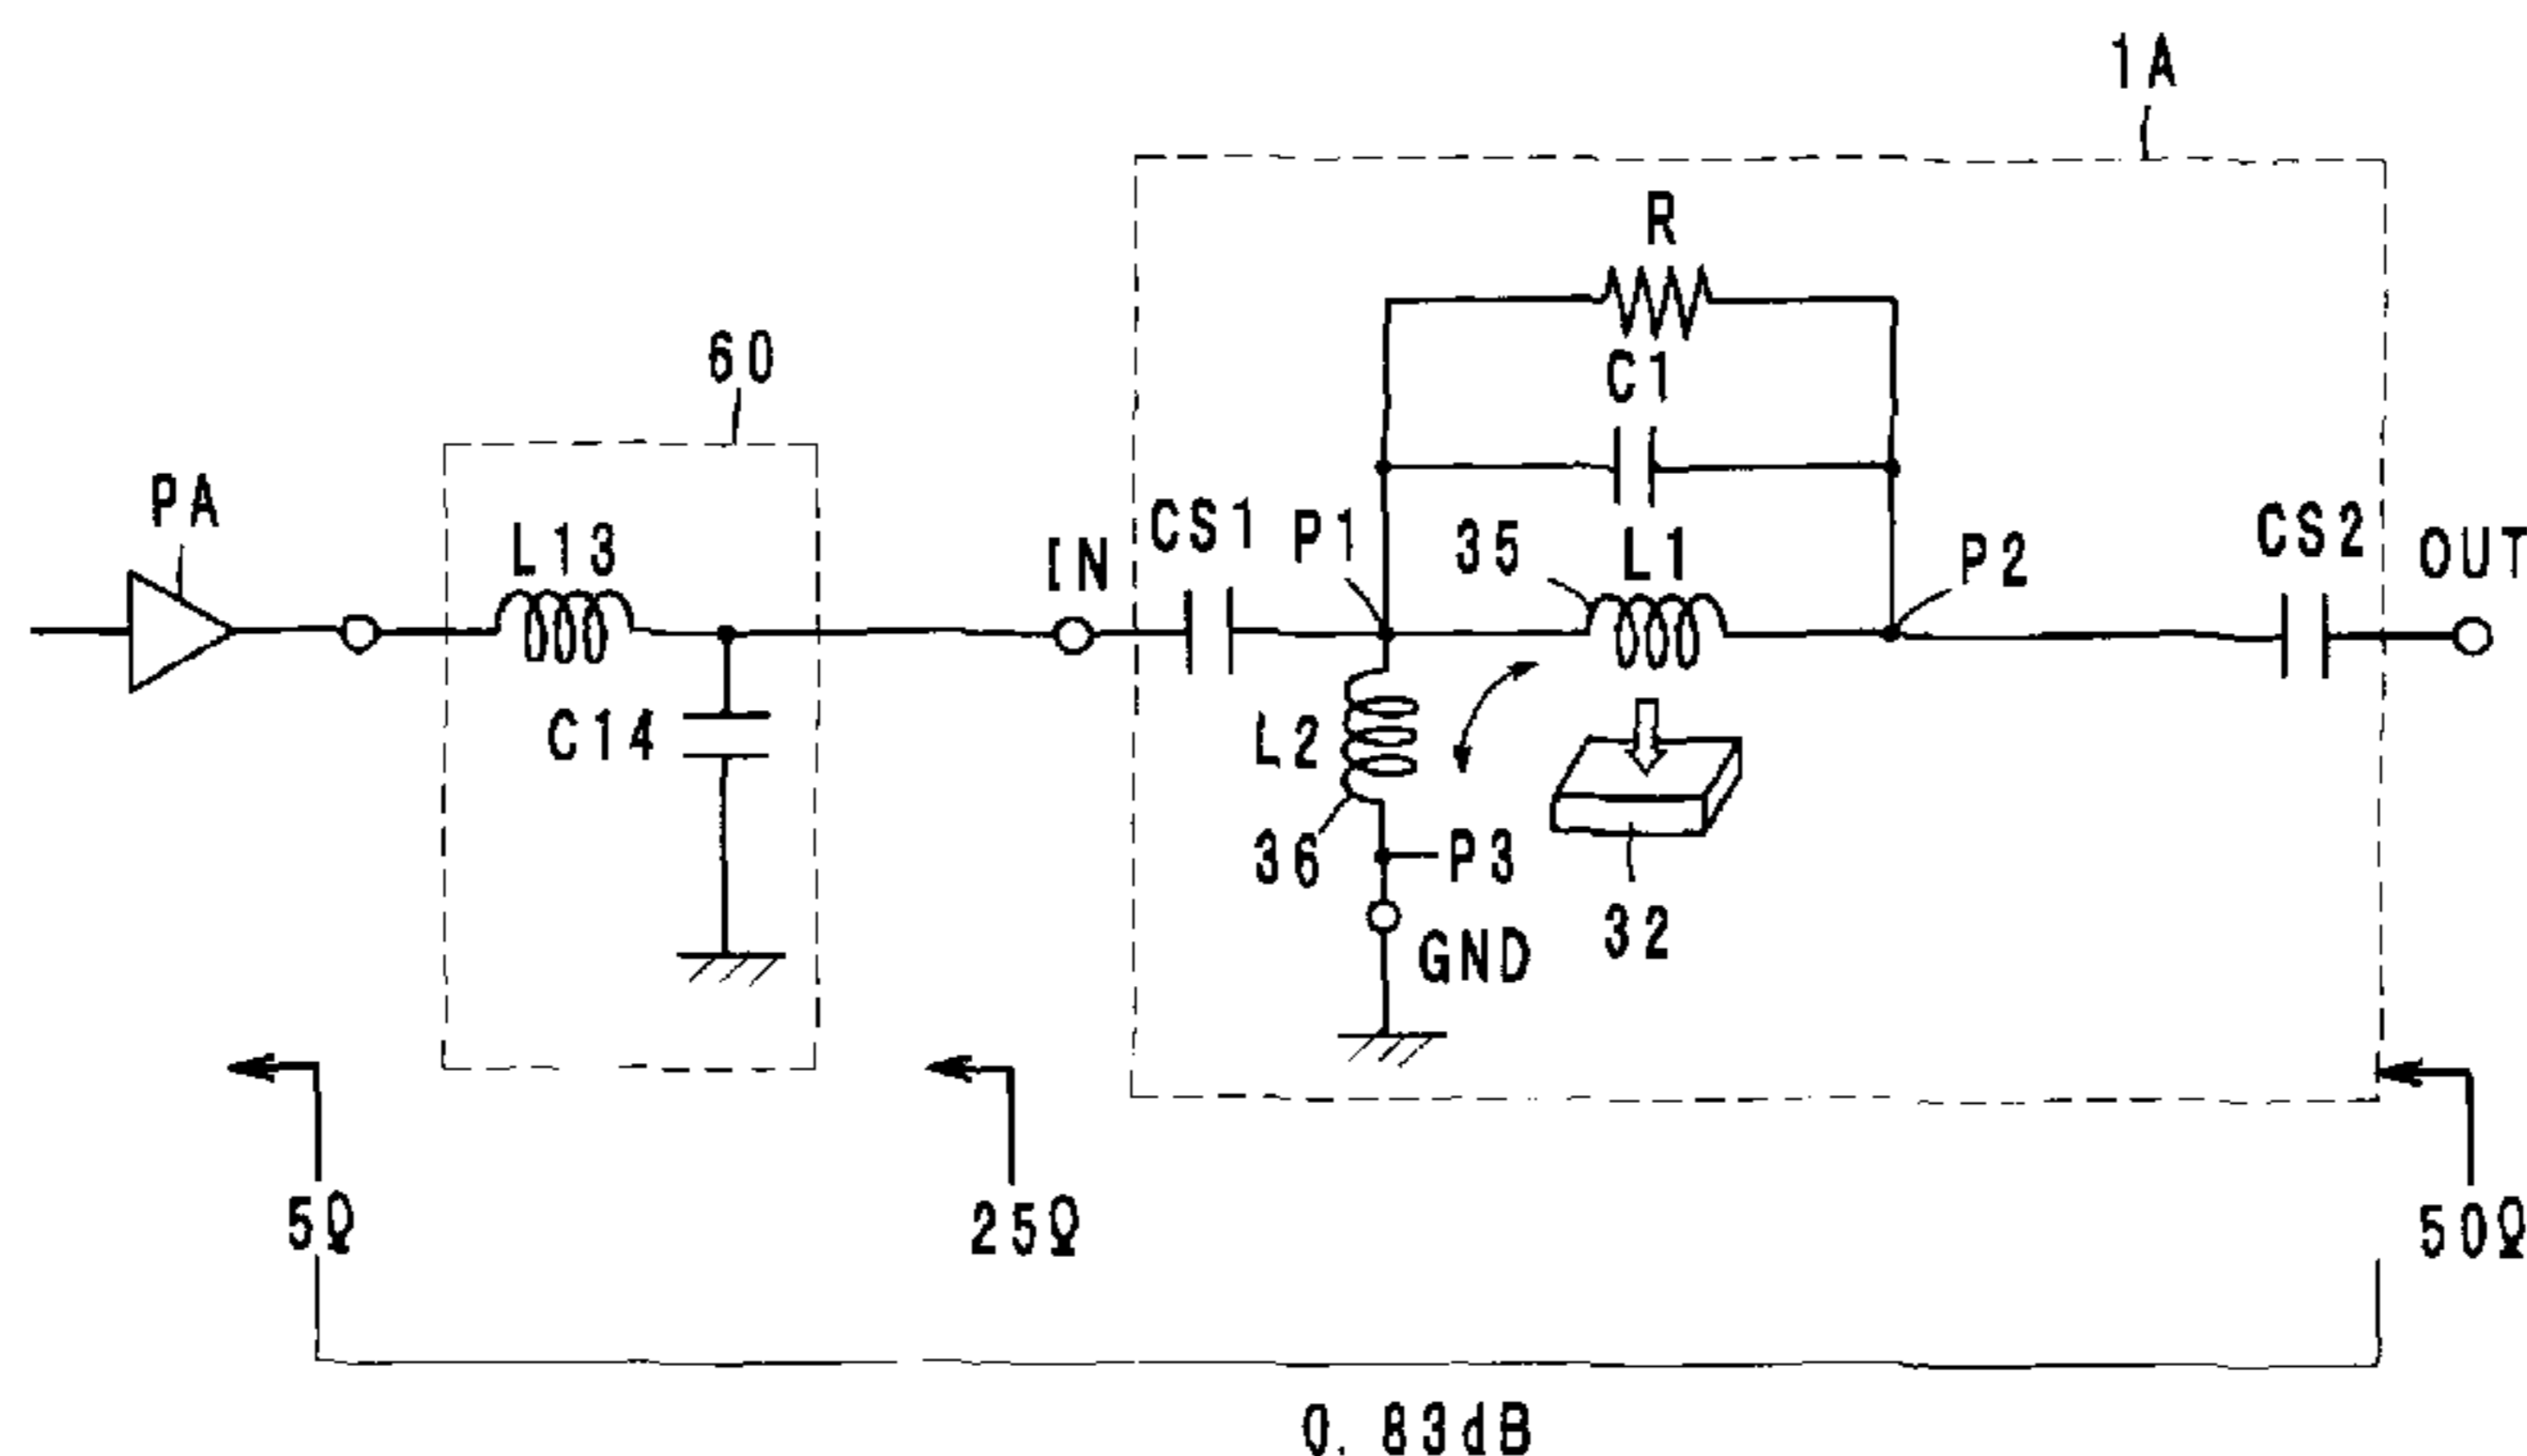 1A
R
60
C1
PA
L13
IN
CS1
P1
35
L1
P2
CS2
OUT
C14
L2
36
P3
32
GND
5Ω
25Ω
50Ω
0. 83dB